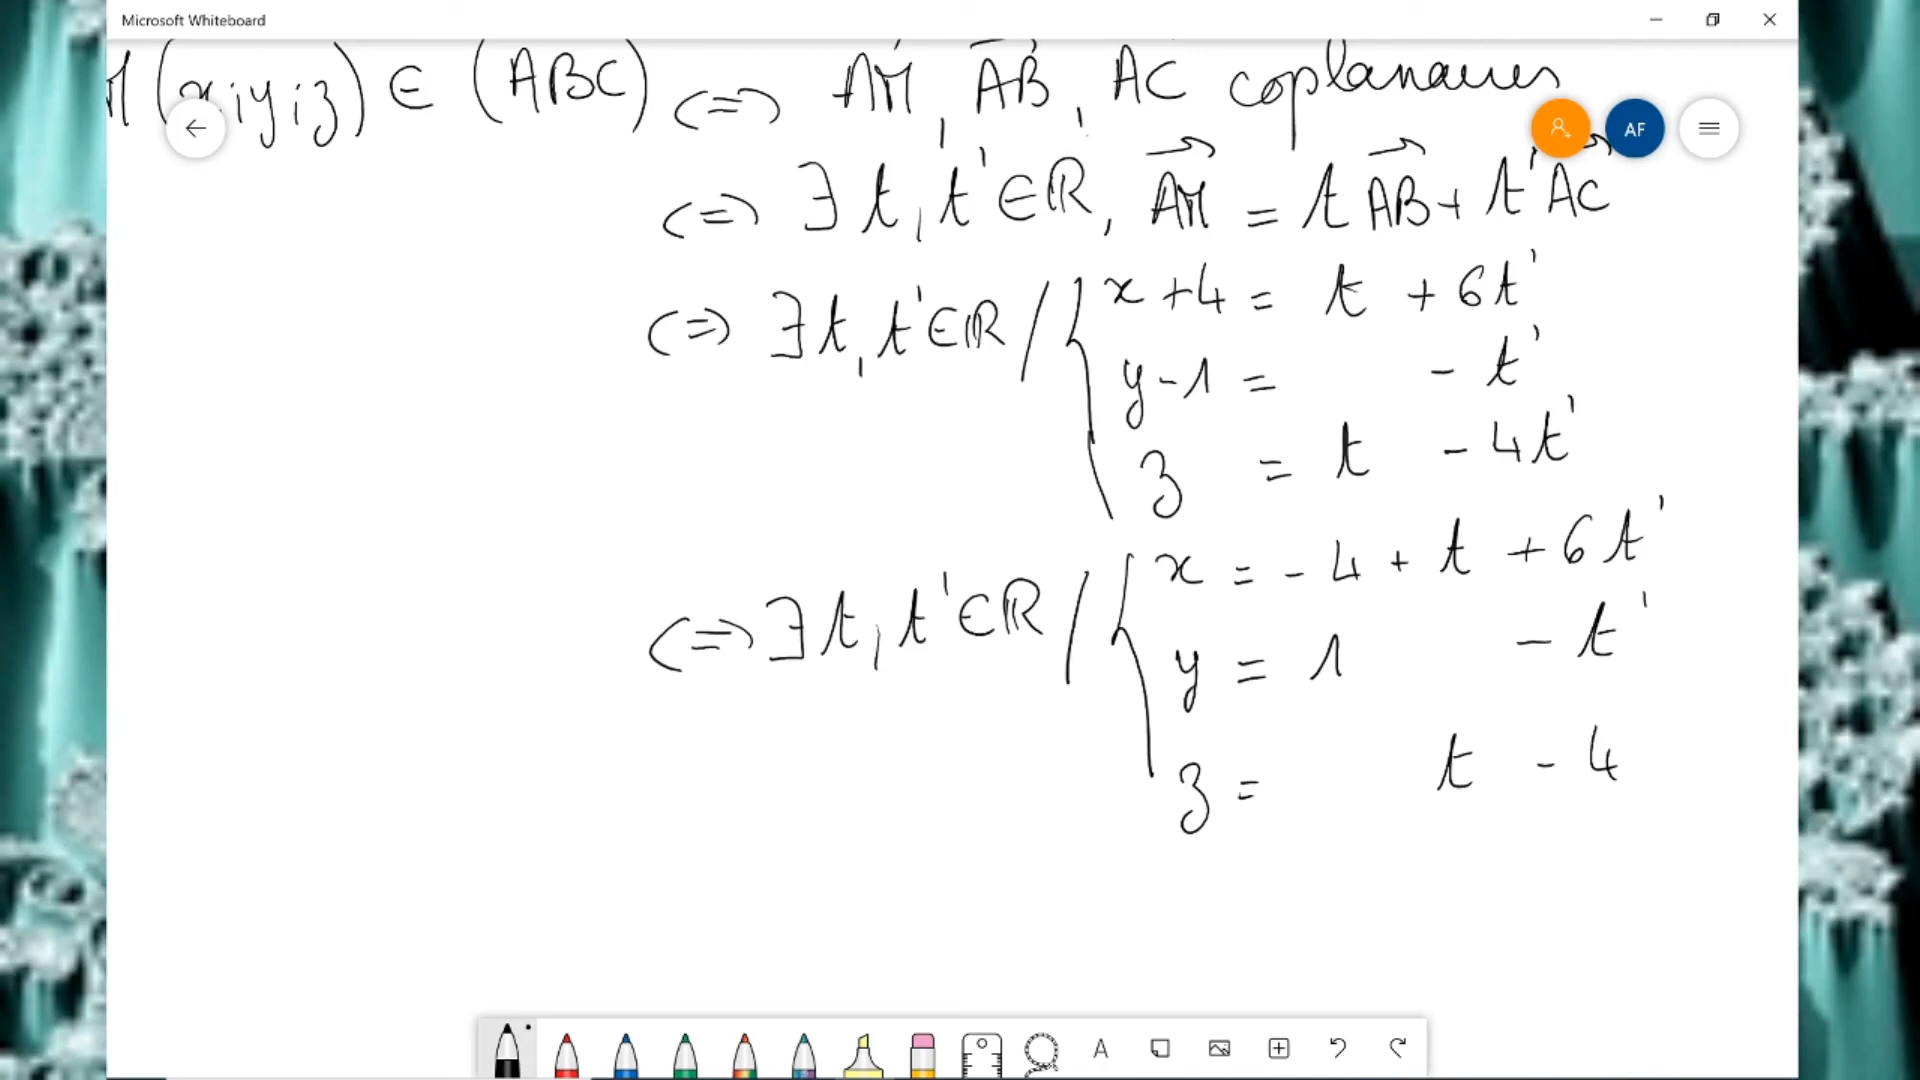 Microsoft Whiteboard
M (x; y; z) ∈ (ABC) <=> AM, AB, AC coplanaires
AF
<=> ∃ t, t' ∈ ℝ, AM = t AB + t' AC
<=> ∃ t, t' ∈ ℝ / { x + 4 = t + 6t'
y - 1 = - t'
z = t - 4t'
<=> ∃ t, t' ∈ ℝ / { x = - 4 + t + 6t'
y = 1 - t'
z = t - 4
A